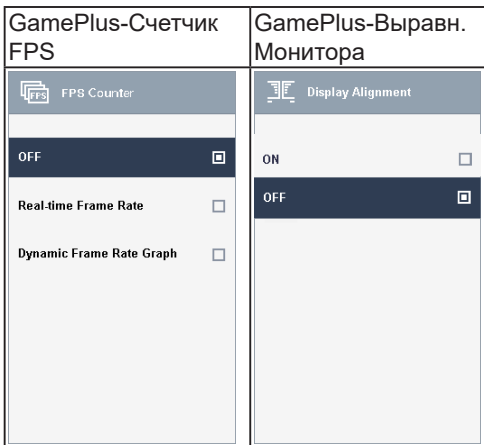 GamePlus-Счетчик
FPS
GamePlus-Выравн.
Монитора
FPS
FPS Counter
OFF
Real-time Frame Rate
Dynamic Frame Rate Graph
Display Alignment
ON
OFF